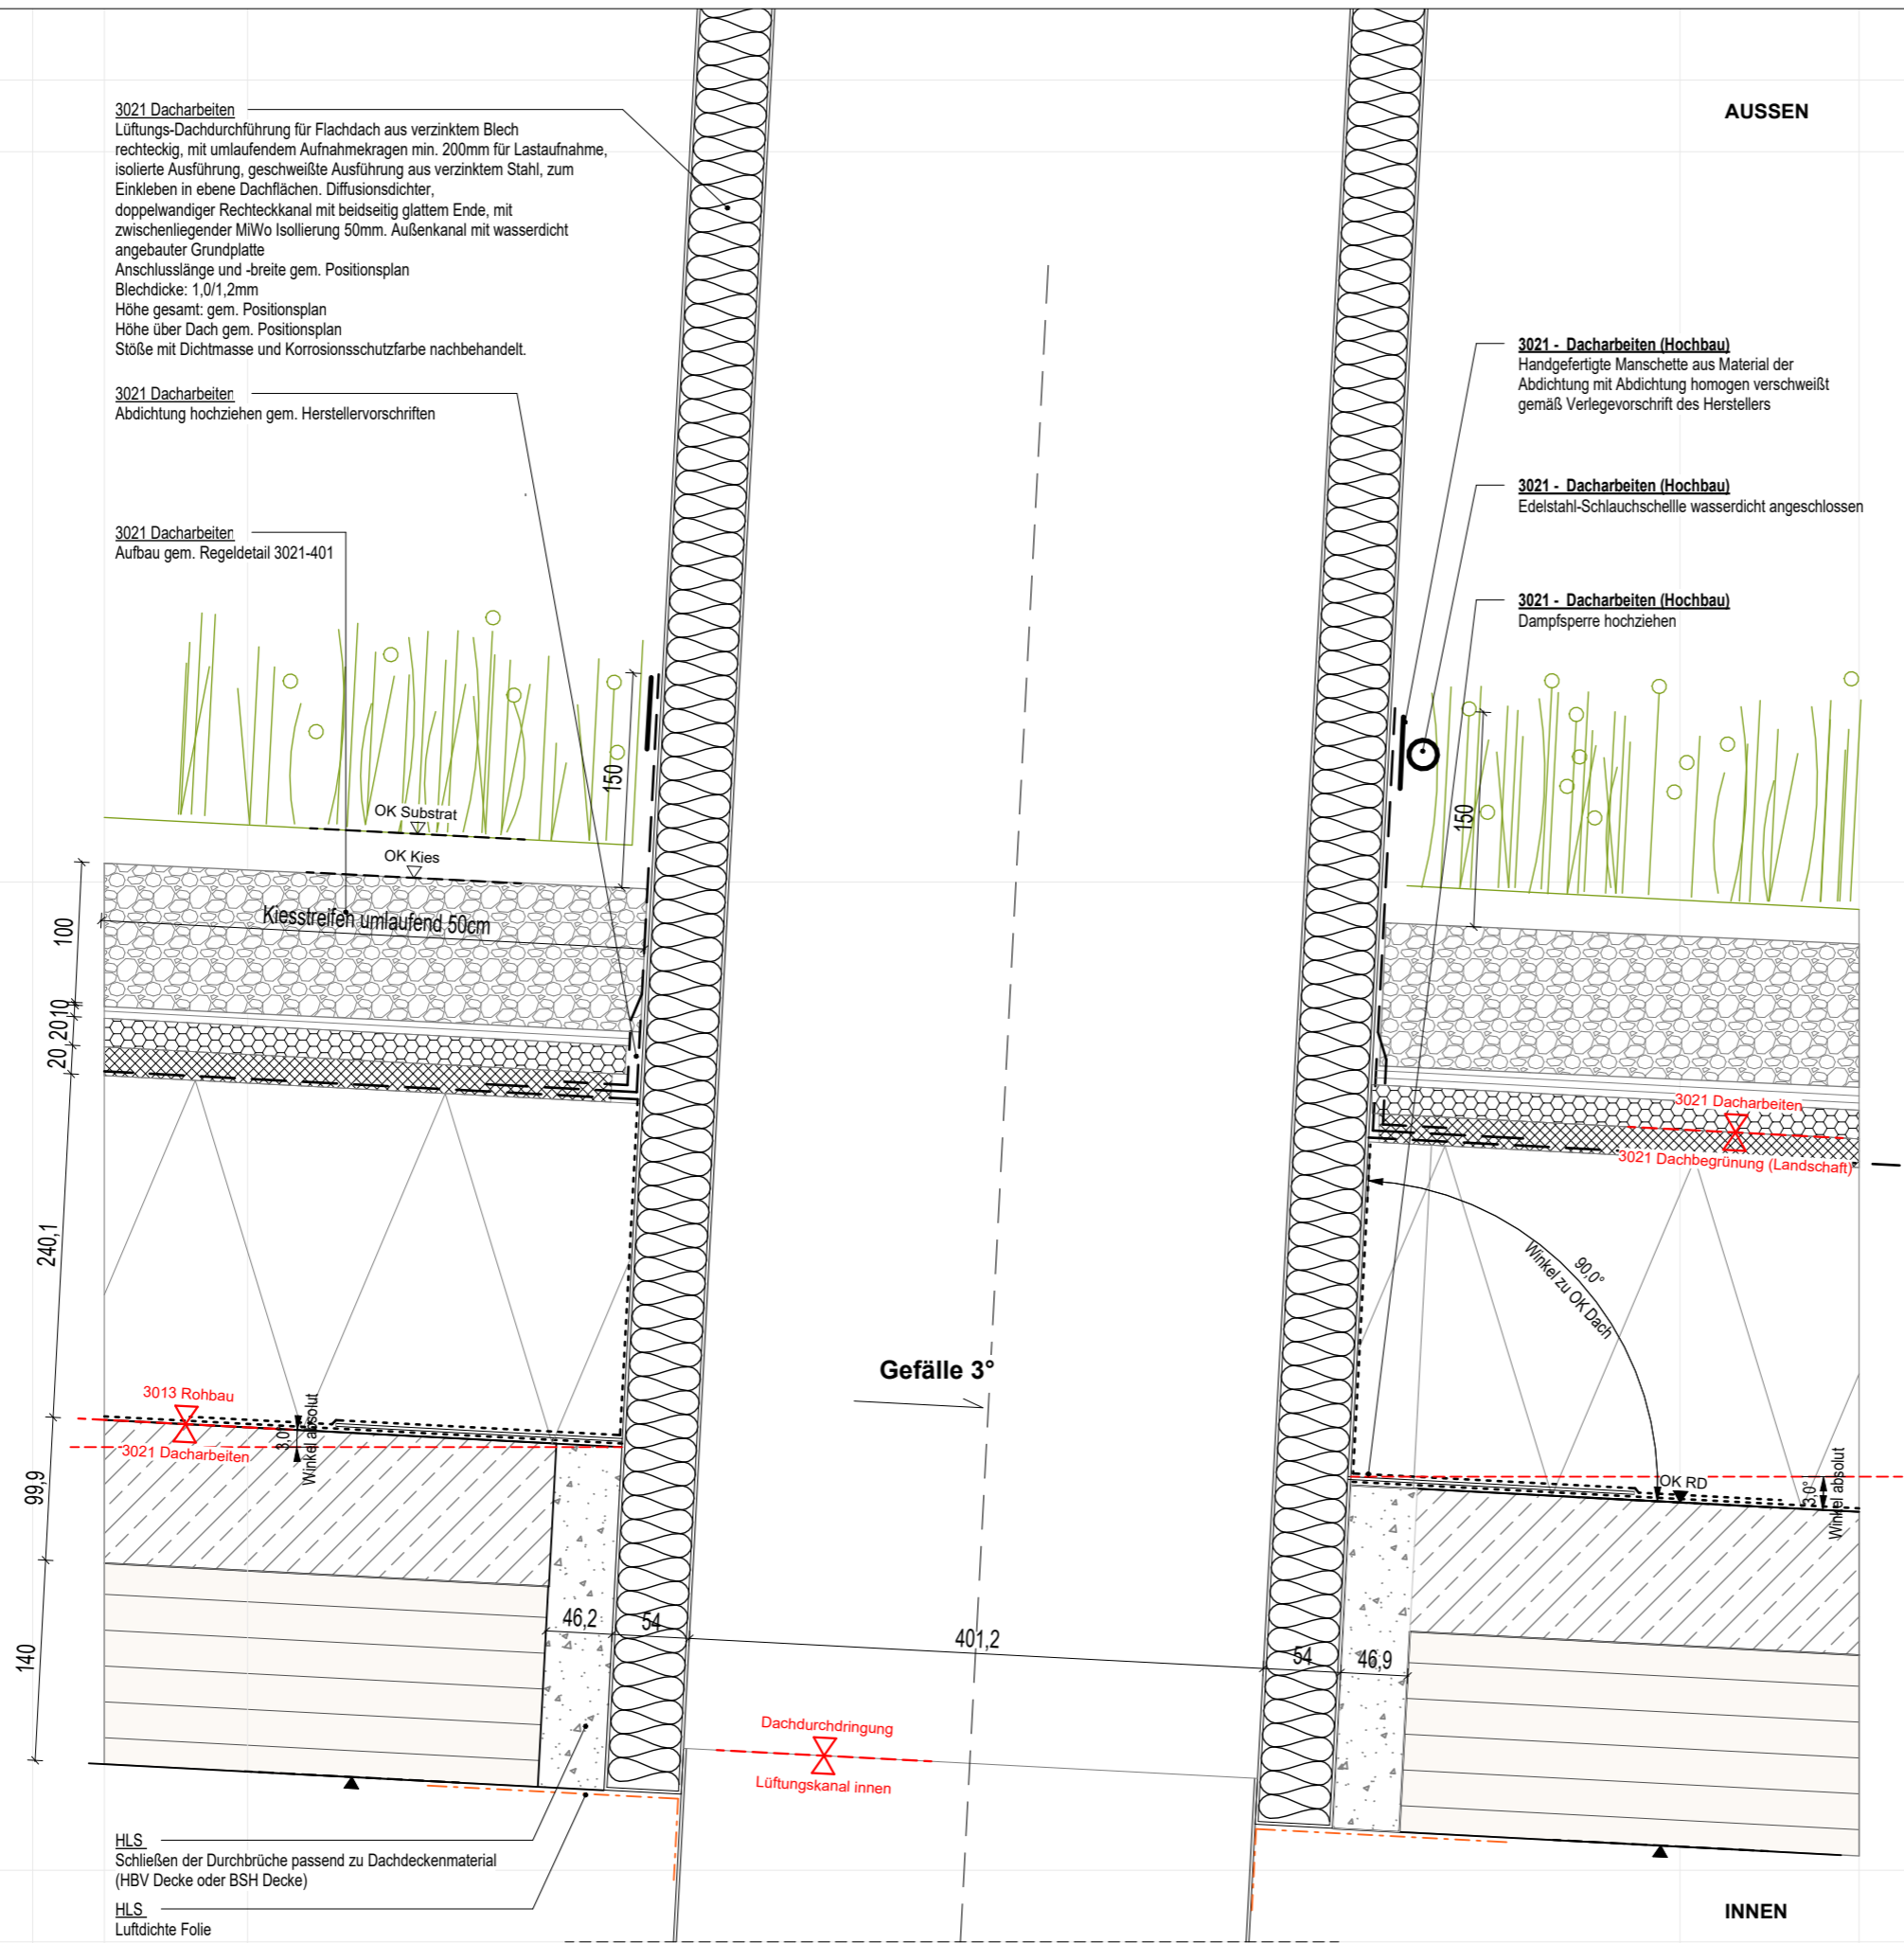 AUSSEN
3021 Dacharbeiten
Lüftungs-Dachdurchführung für Flachdach aus verzinktem Blech
rechteckig, mit umlaufendem Aufnahmekragen min. 200mm für Lastaufnahme,
isolierte Ausführung, geschweißte Ausführung aus verzinktem Stahl, zum
Einkleben in ebene Dachflächen. Diffusionsdichter,
doppelwandiger Rechteckkanal mit beidseitig glattem Ende, mit
zwischenliegender MiWo Isollierung 50mm. Außenkanal mit wasserdicht
angebauter Grundplatte
Anschlusslänge und -breite gem. Positionsplan
Blechdicke: 1,0/1,2mm
Höhe gesamt: gem. Positionsplan
Höhe über Dach gem. Positionsplan
Stöße mit Dichtmasse und Korrosionsschutzfarbe nachbehandelt.
3021 Dacharbeiten
Abdichtung hochziehen gem. Herstellervorschriften
3021 Dacharbeiten
Aufbau gem. Regeldetail 3021-401
3021 - Dacharbeiten (Hochbau)
Handgefertigte Manschette aus Material der
Abdichtung mit Abdichtung homogen verschweißt
gemäß Verlegevorschrift des Herstellers
3021 - Dacharbeiten (Hochbau)
Edelstahl-Schlauchschellle wasserdicht angeschlossen
3021 - Dacharbeiten (Hochbau)
Dampfsperre hochziehen
150
150
OK Substrat
OK Kies
Kiesstreifen umlaufend 50cm
100
10
20
20
240,1
99,9
140
3021 Dacharbeiten
3021 Dachbegrünung (Landschaft)
90,0°
Winkel zu OK Dach
Gefälle 3°
3013 Rohbau
3021 Dacharbeiten
3,0°
Winkel absolut
OK RD
3,0°
Winkel absolut
46,2
54
401,2
54
46,9
Dachdurchdringung
Lüftungskanal innen
HLS
Schließen der Durchbrüche passend zu Dachdeckenmaterial
(HBV Decke oder BSH Decke)
HLS
Luftdichte Folie
INNEN